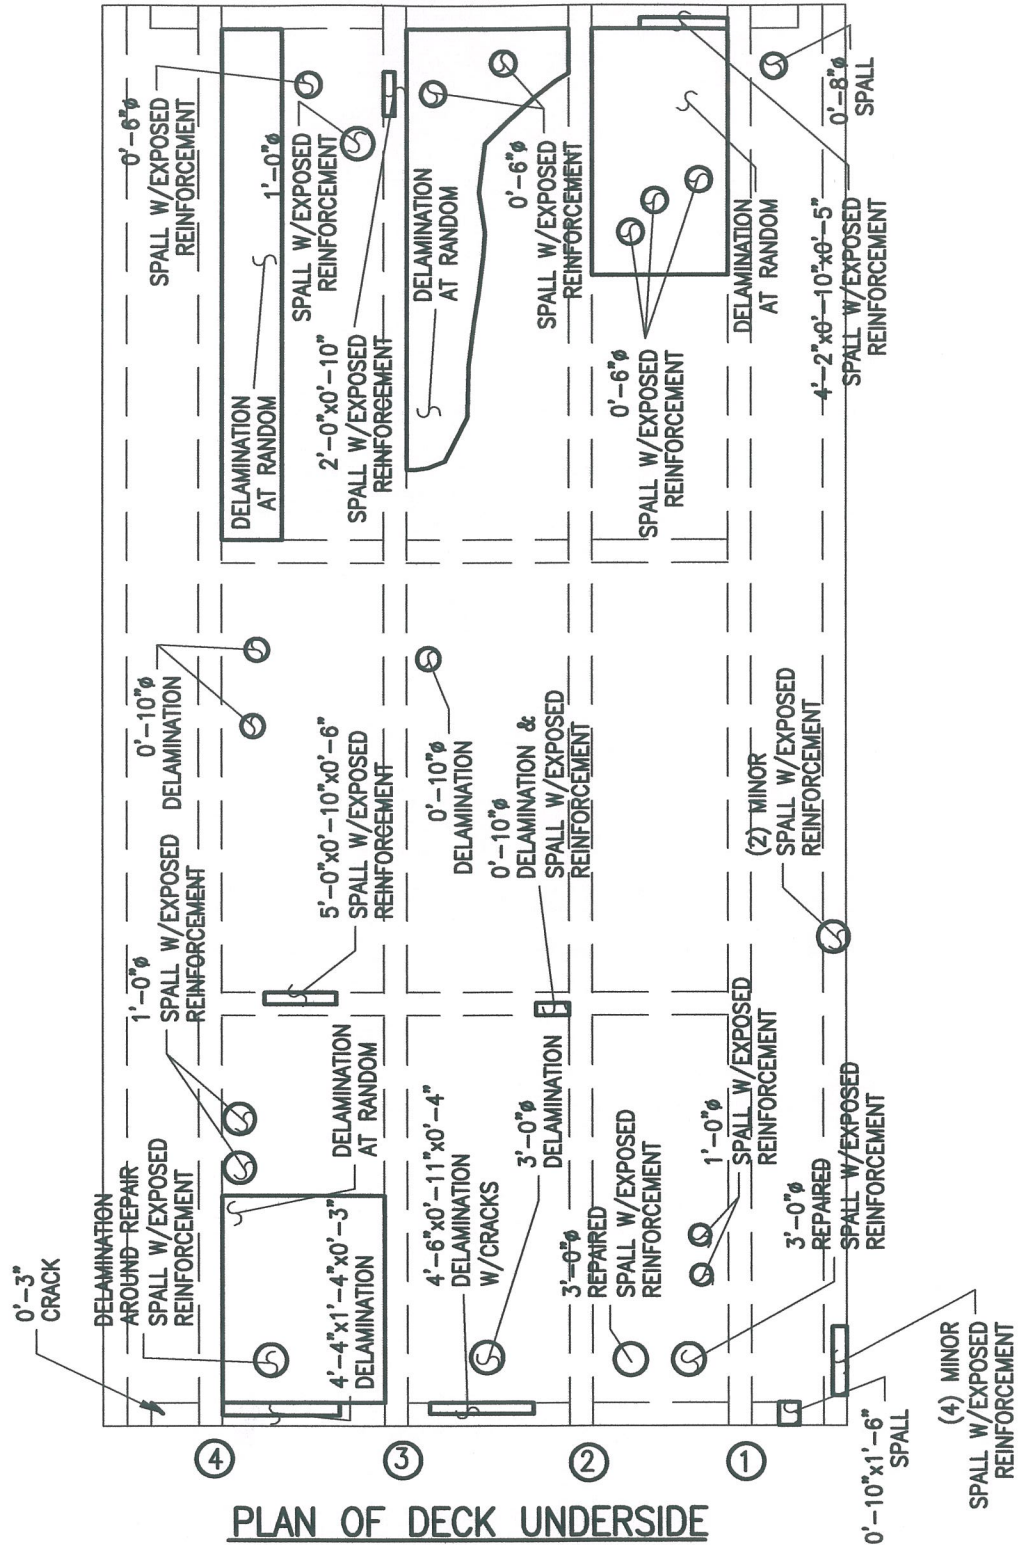 0'-3"
CRACK
DELAMINATION
AROUND REPAIR
SPALL W/EXPOSED
REINFORCEMENT
1'-0"ø
SPALL W/EXPOSED
REINFORCEMENT
0'-10"ø
DELAMINATION
0'-6"ø
SPALL W/EXPOSED
REINFORCEMENT
DELAMINATION
AT RANDOM
1'-0"ø
SPALL W/EXPOSED
REINFORCEMENT
4'-4"x1'-4"x0'-3"
DELAMINATION
DELAMINATION
AT RANDOM
5'-0"x0'-10"x0'-6"
SPALL W/EXPOSED
REINFORCEMENT
2'-0"x0'-10"
SPALL W/EXPOSED
REINFORCEMENT
DELAMINATION
AT RANDOM
4'-6"x0'-11"x0'-4"
DELAMINATION
W/CRACKS
3'-0"ø
DELAMINATION
0'-10"ø
DELAMINATION
0'-10"ø
DELAMINATION &
SPALL W/EXPOSED
REINFORCEMENT
0'-6"ø
SPALL W/EXPOSED
REINFORCEMENT
3'-0"ø
REPAIRED
SPALL W/EXPOSED
REINFORCEMENT
1'-0"ø
SPALL W/EXPOSED
REINFORCEMENT
0'-6"ø
SPALL W/EXPOSED
REINFORCEMENT
DELAMINATION
AT RANDOM
3'-0"ø
REPAIRED
SPALL W/EXPOSED
REINFORCEMENT
(2) MINOR
SPALL W/EXPOSED
REINFORCEMENT
4'-2"x0'-10"x0'-5"
SPALL W/EXPOSED
REINFORCEMENT
0'-8"ø
SPALL
0'-10"x1'-6"
SPALL
(4) MINOR
SPALL W/EXPOSED
REINFORCEMENT
4
3
2
1
PLAN OF DECK UNDERSIDE